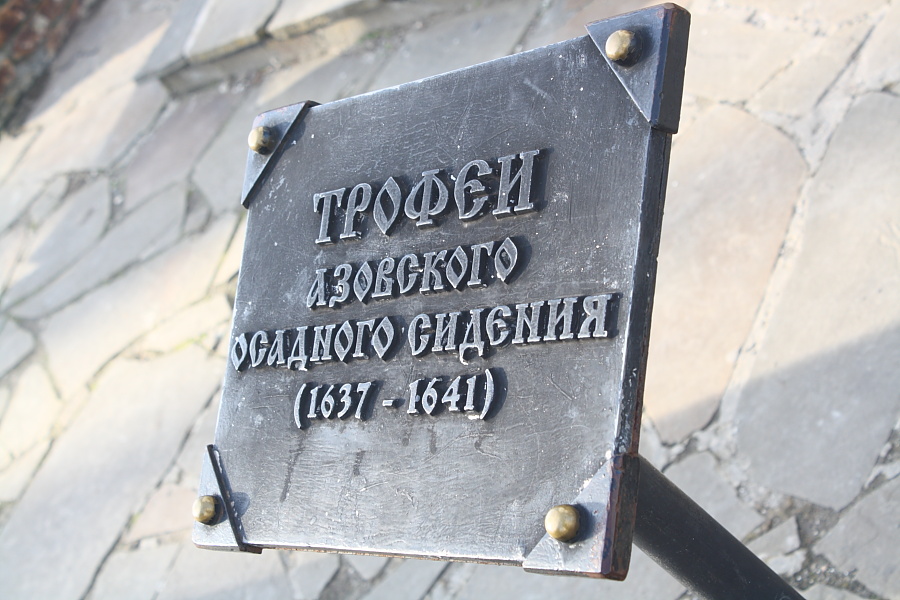 ТРОФЕИ
АЗОВСКОГО
ОСАДНОГО СИДЕНИЯ
(1637 - 1641)